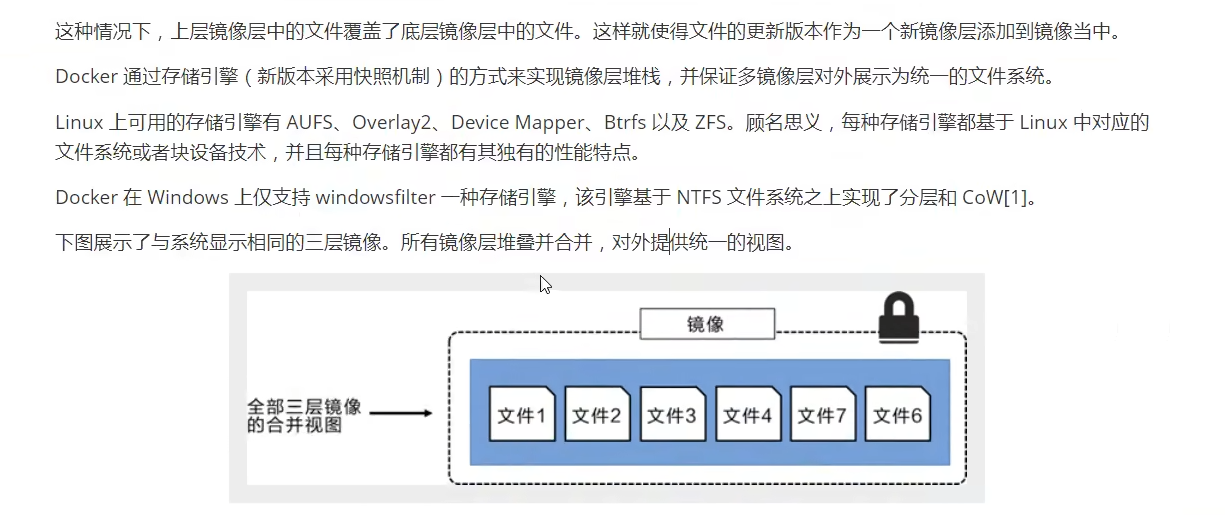 这种情况下，上层镜像层中的文件覆盖了底层镜像层中的文件。这样就使得文件的更新版本作为一个新镜像层添加到镜像当中。
Docker 通过存储引擎（新版本采用快照机制）的方式来实现镜像层堆栈，并保证多镜像层对外展示为统一的文件系统。
Linux 上可用的存储引擎有 AUFS、Overlay2、Device Mapper、Btrfs 以及 ZFS。顾名思义，每种存储引擎都基于 Linux 中对应的
文件系统或者块设备技术，并且每种存储引擎都有其独有的性能特点。
Docker 在 Windows 上仅支持 windowsfilter 一种存储引擎，该引擎基于 NTFS 文件系统之上实现了分层和 CoW[1]。
下图展示了与系统显示相同的三层镜像。所有镜像层堆叠并合并，对外提供统一的视图。
镜像
全部三层镜像
的合并视图
文件1 文件2 文件3 文件4 文件7 文件6